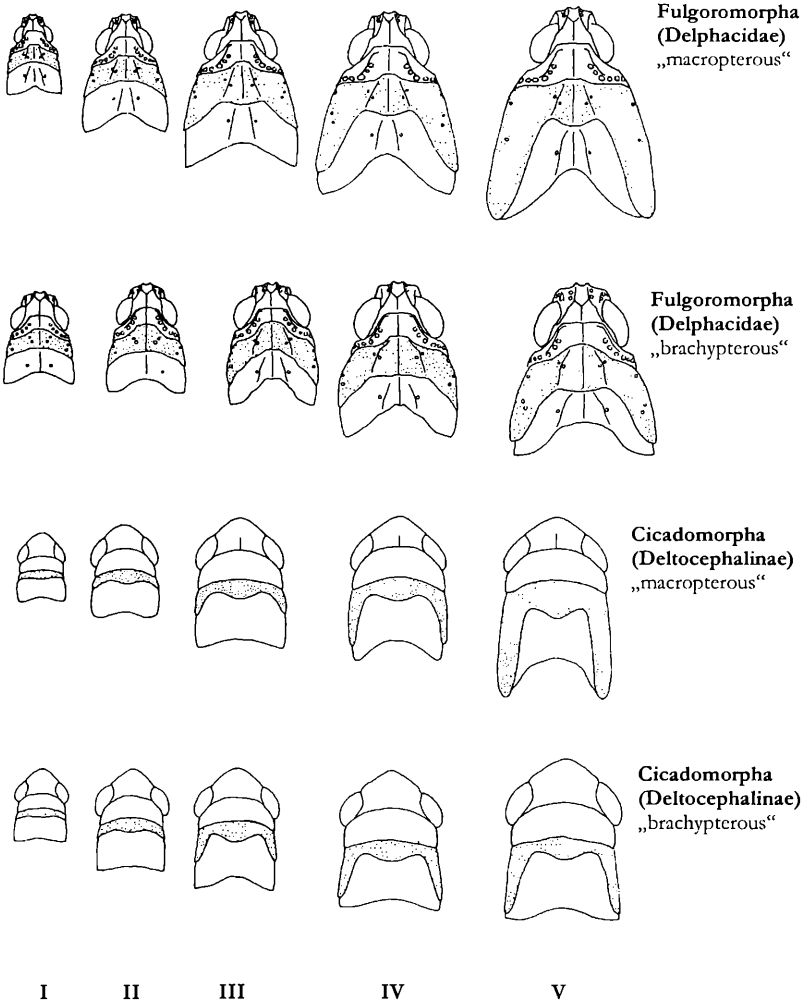 Fulgoromorpha
(Delphacidae)
„macropterous“
Fulgoromorpha
(Delphacidae)
„brachypterous“
Cicadomorpha
(Deltocephalinae)
„macropterous“
Cicadomorpha
(Deltocephalinae)
„brachypterous“
I II III IV V